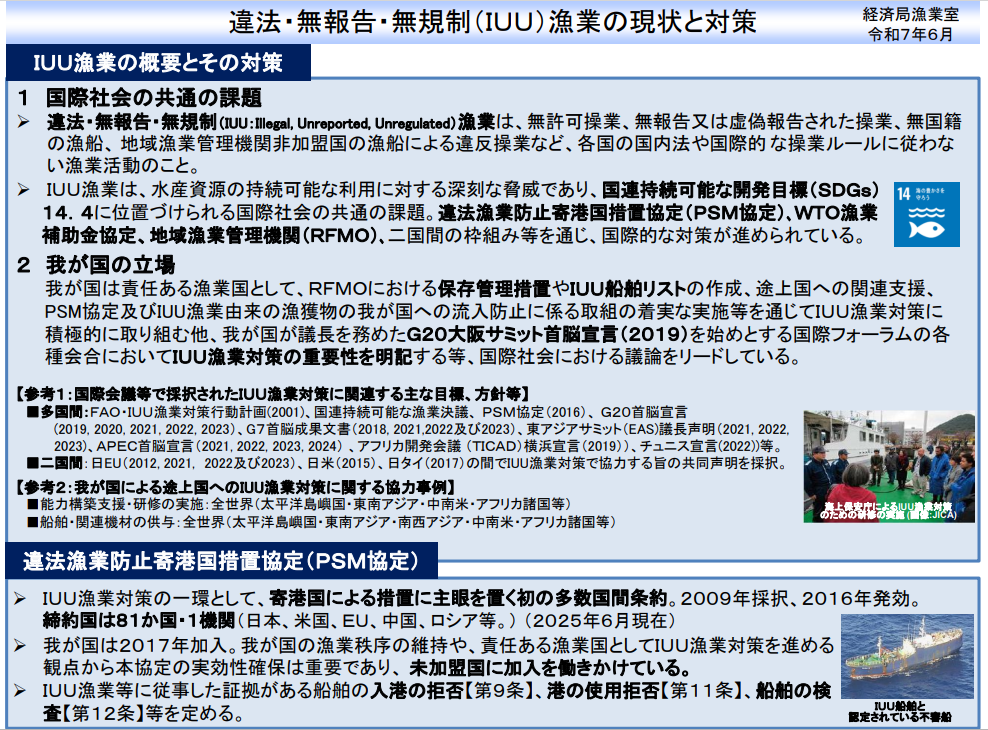 違法・無報告・無規制（IUU）漁業の現状と対策
経済局漁業室
令和７年６月
IUU漁業の概要とその対策
１ 国際社会の共通の課題
➢ 違法・無報告・無規制（IUU：Illegal, Unreported, Unregulated）漁業は、無許可操業、無報告又は虚偽報告された操業、無国籍
の漁船、地域漁業管理機関非加盟国の漁船による違反操業など、各国の国内法や国際的な操業ルールに従わな
い漁業活動のこと。
➢ IUU漁業は、水産資源の持続可能な利用に対する深刻な脅威であり、国連持続可能な開発目標（SDGs）
１４．４に位置づけられる国際社会の共通の課題。違法漁業防止寄港国措置協定（PSM協定）、WTO漁業
補助金協定、地域漁業管理機関（RFMO）、二国間の枠組み等を通じ、国際的な対策が進められている。
14 海の豊かさを
守ろう
２ 我が国の立場
我が国は責任ある漁業国として、RFMOにおける保存管理措置やIUU船舶リストの作成、途上国への関連支援、
PSM協定及びIUU漁業由来の漁獲物の我が国への流入防止に係る取組の着実な実施等を通じてIUU漁業対策に
積極的に取り組む他、我が国が議長を務めたG20大阪サミット首脳宣言（2019）を始めとする国際フォーラムの各
種会合においてIUU漁業対策の重要性を明記する等、国際社会における議論をリードしている。
【参考１：国際会議等で採択されたIUU漁業対策に関連する主な目標、方針等】
■多国間：FAO・IUU漁業対策行動計画（2001）、国連持続可能な漁業決議、PSM協定（2016）、G20首脳宣言
（2019, 2020, 2021, 2022, 2023）、G7首脳成果文書（2018, 2021,2022及び2023）、東アジアサミット（EAS）議長声明（2021, 2022,
2023）、APEC首脳宣言（2021, 2022, 2023, 2024）、アフリカ開発会議（TICAD）横浜宣言（2019））、チュニス宣言（2022））等。
■二国間：日EU（2012, 2021, 2022及び2023）、日米（2015）、日タイ（2017）の間でIUU漁業対策で協力する旨の共同声明を採択。
【参考２：我が国による途上国へのIUU漁業対策に関する協力事例】
■能力構築支援・研修の実施：全世界（太平洋島嶼国・東南アジア・中南米・アフリカ諸国等）
■船舶・関連機材の供与：全世界（太平洋島嶼国・東南アジア・南西アジア・中南米・アフリカ諸国等）
海上保安庁によるIUU漁業対策
のための研修の実施（画像：JICA）
違法漁業防止寄港国措置協定（PSM協定）
➢ IUU漁業対策の一環として、寄港国による措置に主眼を置く初の多数国間条約。2009年採択、2016年発効。
締約国は81か国・１機関（日本、米国、EU、中国、ロシア等。）（2025年6月現在）
➢ 我が国は2017年加入。我が国の漁業秩序の維持や、責任ある漁業国としてIUU漁業対策を進める
観点から本協定の実効性確保は重要であり、未加盟国に加入を働きかけている。
➢ IUU漁業等に従事した証拠がある船舶の入港の拒否【第９条】、港の使用拒否【第１１条】、船舶の検
査【第１２条】等を定める。
IUU船舶と
認定されている不審船